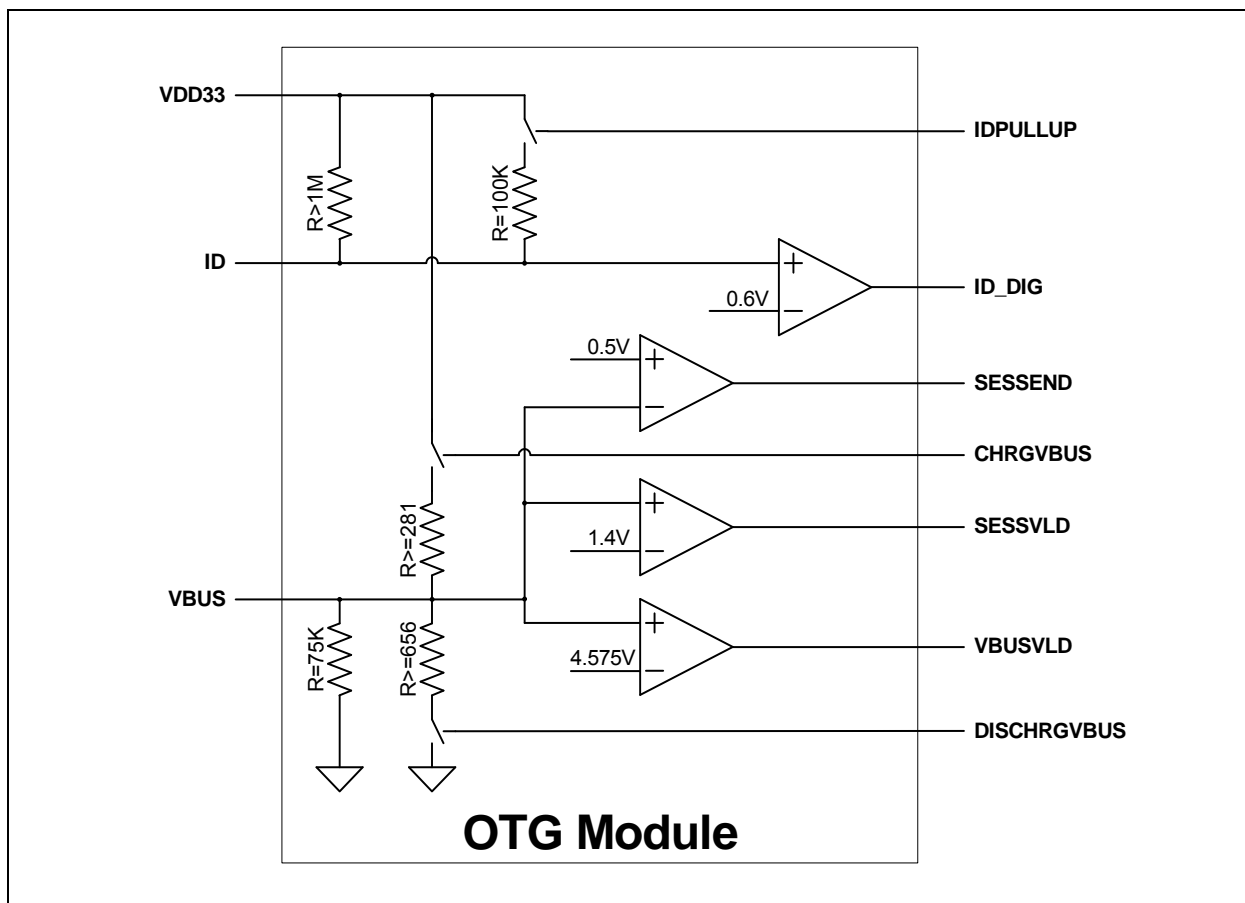 VDD33
IDPULLUP
R>1M
R=100K
ID
+
ID_DIG
0.6V
−
0.5V
+
SESSEND
−
CHRGVBUS
R>=281
+
SESSVLD
1.4V
−
VBUS
+
R=75K
R>=656
VBUSVLD
4.575V
−
DISCHRGVBUS
OTG Module